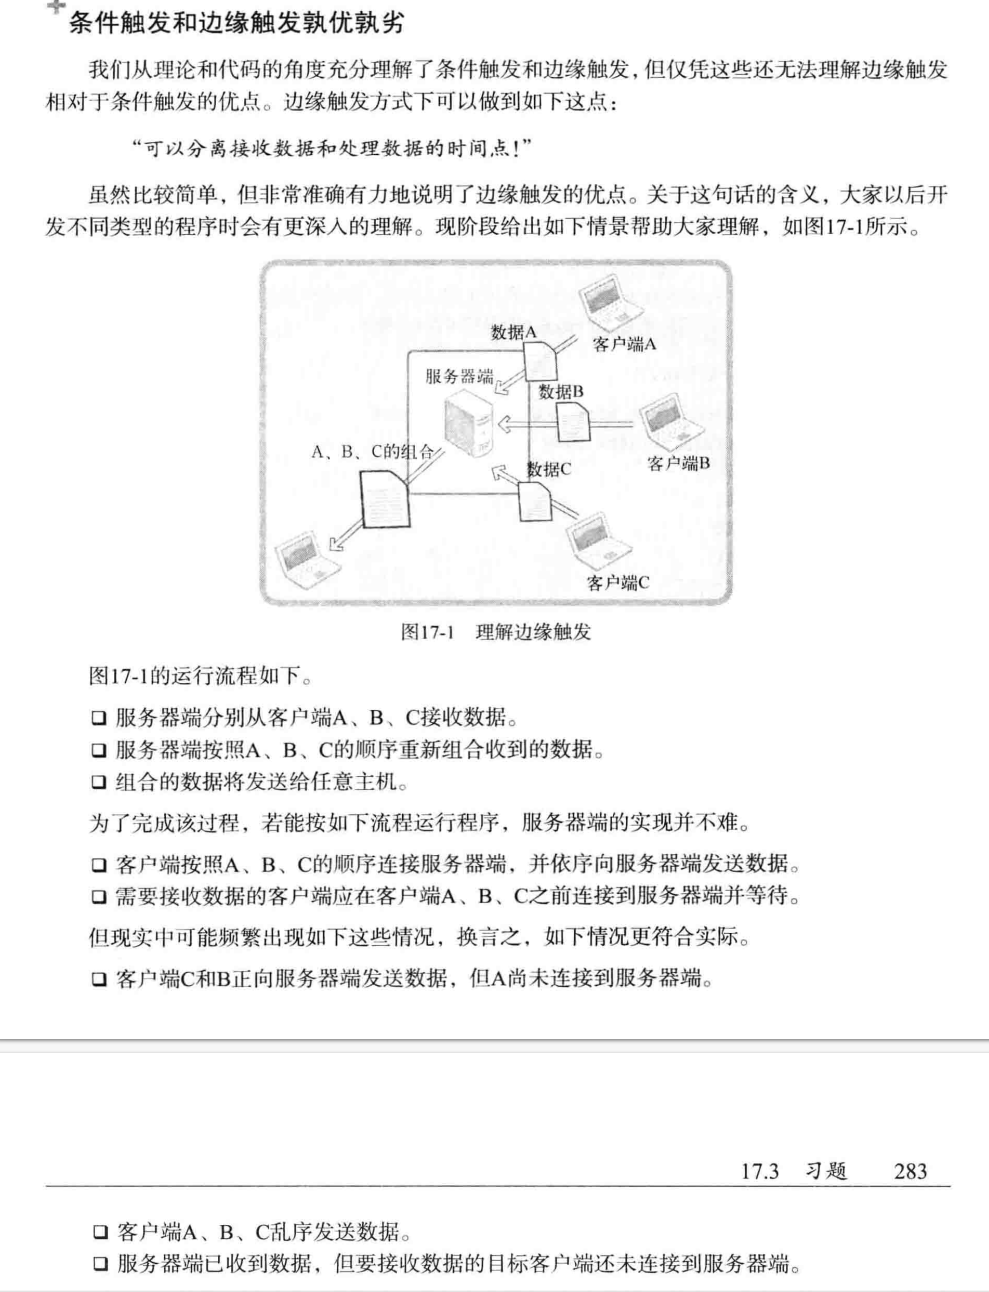 条件触发和边缘触发孰优孰劣
我们从理论和代码的角度充分理解了条件触发和边缘触发，但仅凭这些还无法理解边缘触发
相对于条件触发的优点。边缘触发方式下可以做到如下这点：
“可以分离接收数据和处理数据的时间点！”
虽然比较简单，但非常准确有力地说明了边缘触发的优点。关于这句话的含义，大家以后开
发不同类型的程序时会有更深入的理解。现阶段给出如下情景帮助大家理解，如图17-1所示。
数据A
客户端A
服务器端
数据B
A、B、C的组合
客户端B
数据C
客户端C
图17-1 理解边缘触发
图17-1的运行流程如下。
❑ 服务器端分别从客户端A、B、C接收数据。
❑ 服务器端按照A、B、C的顺序重新组合收到的数据。
❑ 组合的数据将发送给任意主机。
为了完成该过程，若能按如下流程运行程序，服务器端的实现并不难。
❑ 客户端按照A、B、C的顺序连接服务器端，并依序向服务器端发送数据。
❑ 需要接收数据的客户端应在客户端A、B、C之前连接到服务器端并等待。
但现实中可能频繁出现如下这些情况，换言之，如下情况更符合实际。
❑ 客户端C和B正向服务器端发送数据，但A尚未连接到服务器端。
17.3 习题 283
❑ 客户端A、B、C乱序发送数据。
❑ 服务器端已收到数据，但要接收数据的目标客户端还未连接到服务器端。